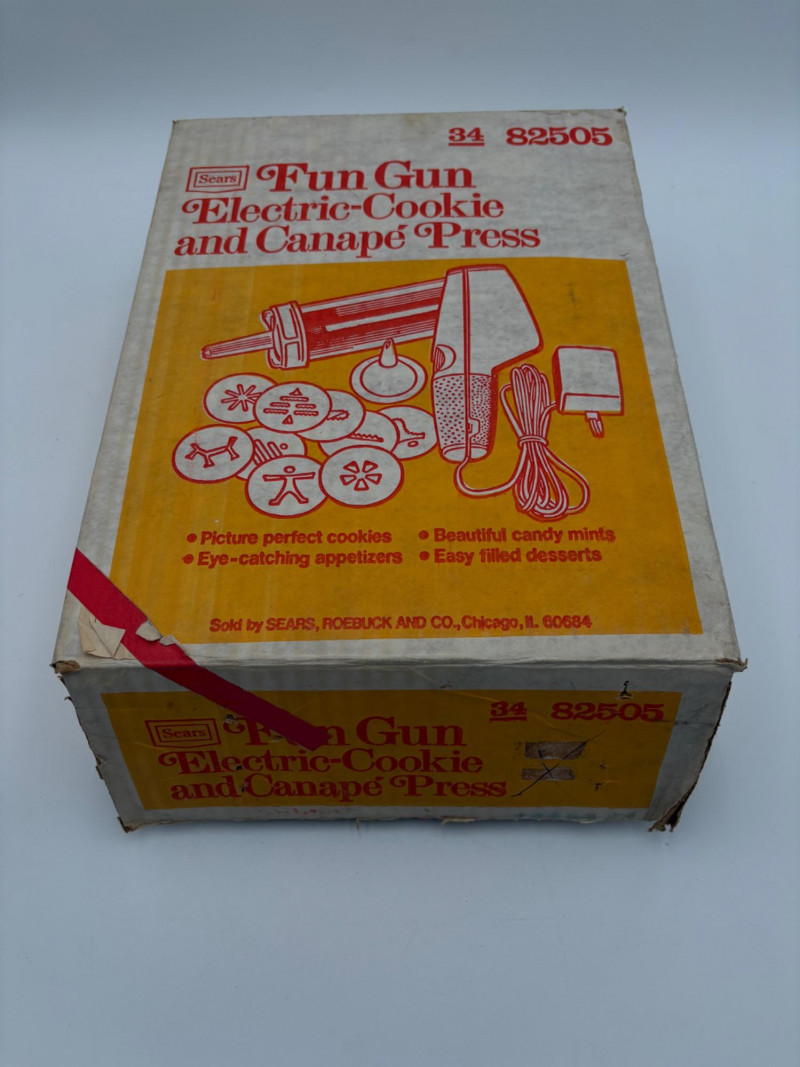 34 82505
Sears Fun Gun
Electric-Cookie
and Canapé Press
• Picture perfect cookies • Beautiful candy mints
• Eye-catching appetizers • Easy filled desserts
Sold by SEARS, ROEBUCK AND CO., Chicago, IL. 60684
34 82505
Sears Fun Gun
Electric-Cookie
and Canapé Press